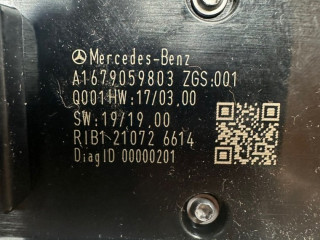 Mercedes-Benz
A1679059803 ZGS:001
Q001HW:17/03,00
SW:19/19,00
RIB1 21072 6614
DiagID 00000201